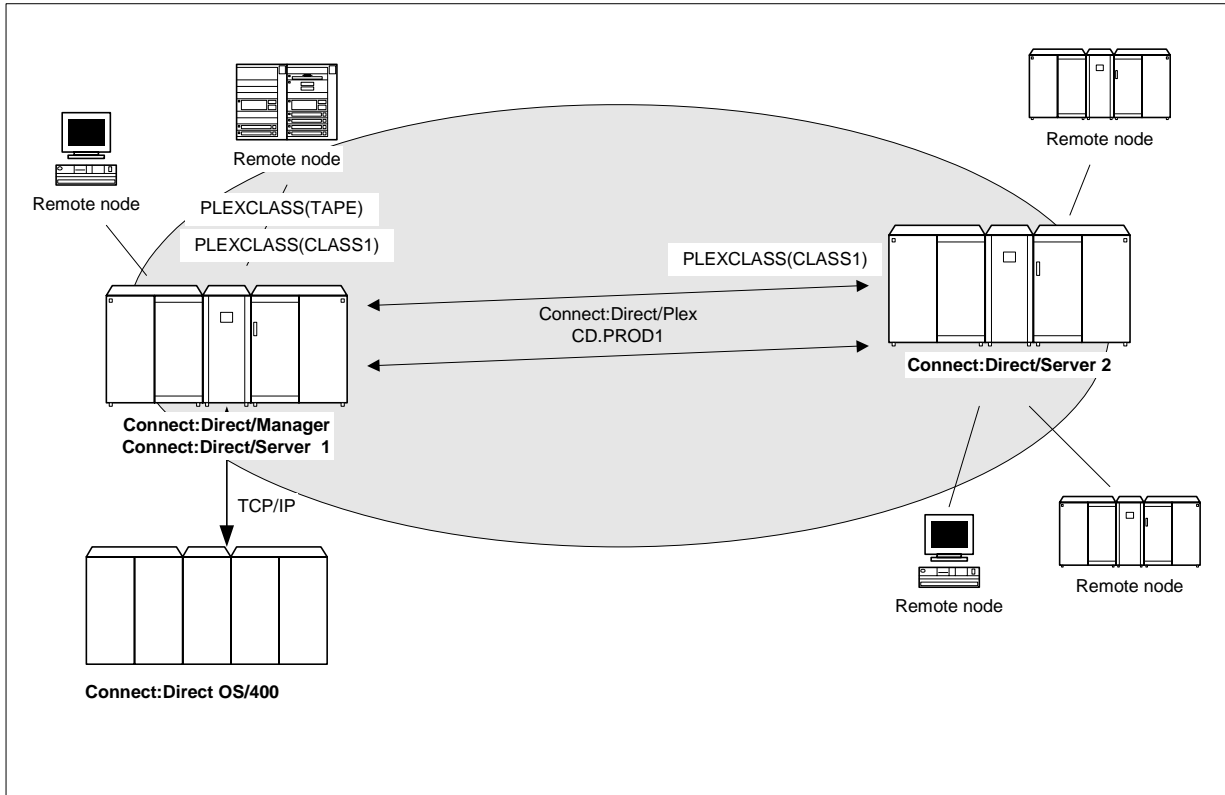 Remote node
Remote node
Remote node
PLEXCLASS(TAPE)
PLEXCLASS(CLASS1)
PLEXCLASS(CLASS1)
Connect:Direct/Plex
CD.PROD1
Connect:Direct/Server 2
Connect:Direct/Manager
Connect:Direct/Server 1
TCP/IP
Remote node
Remote node
Connect:Direct OS/400